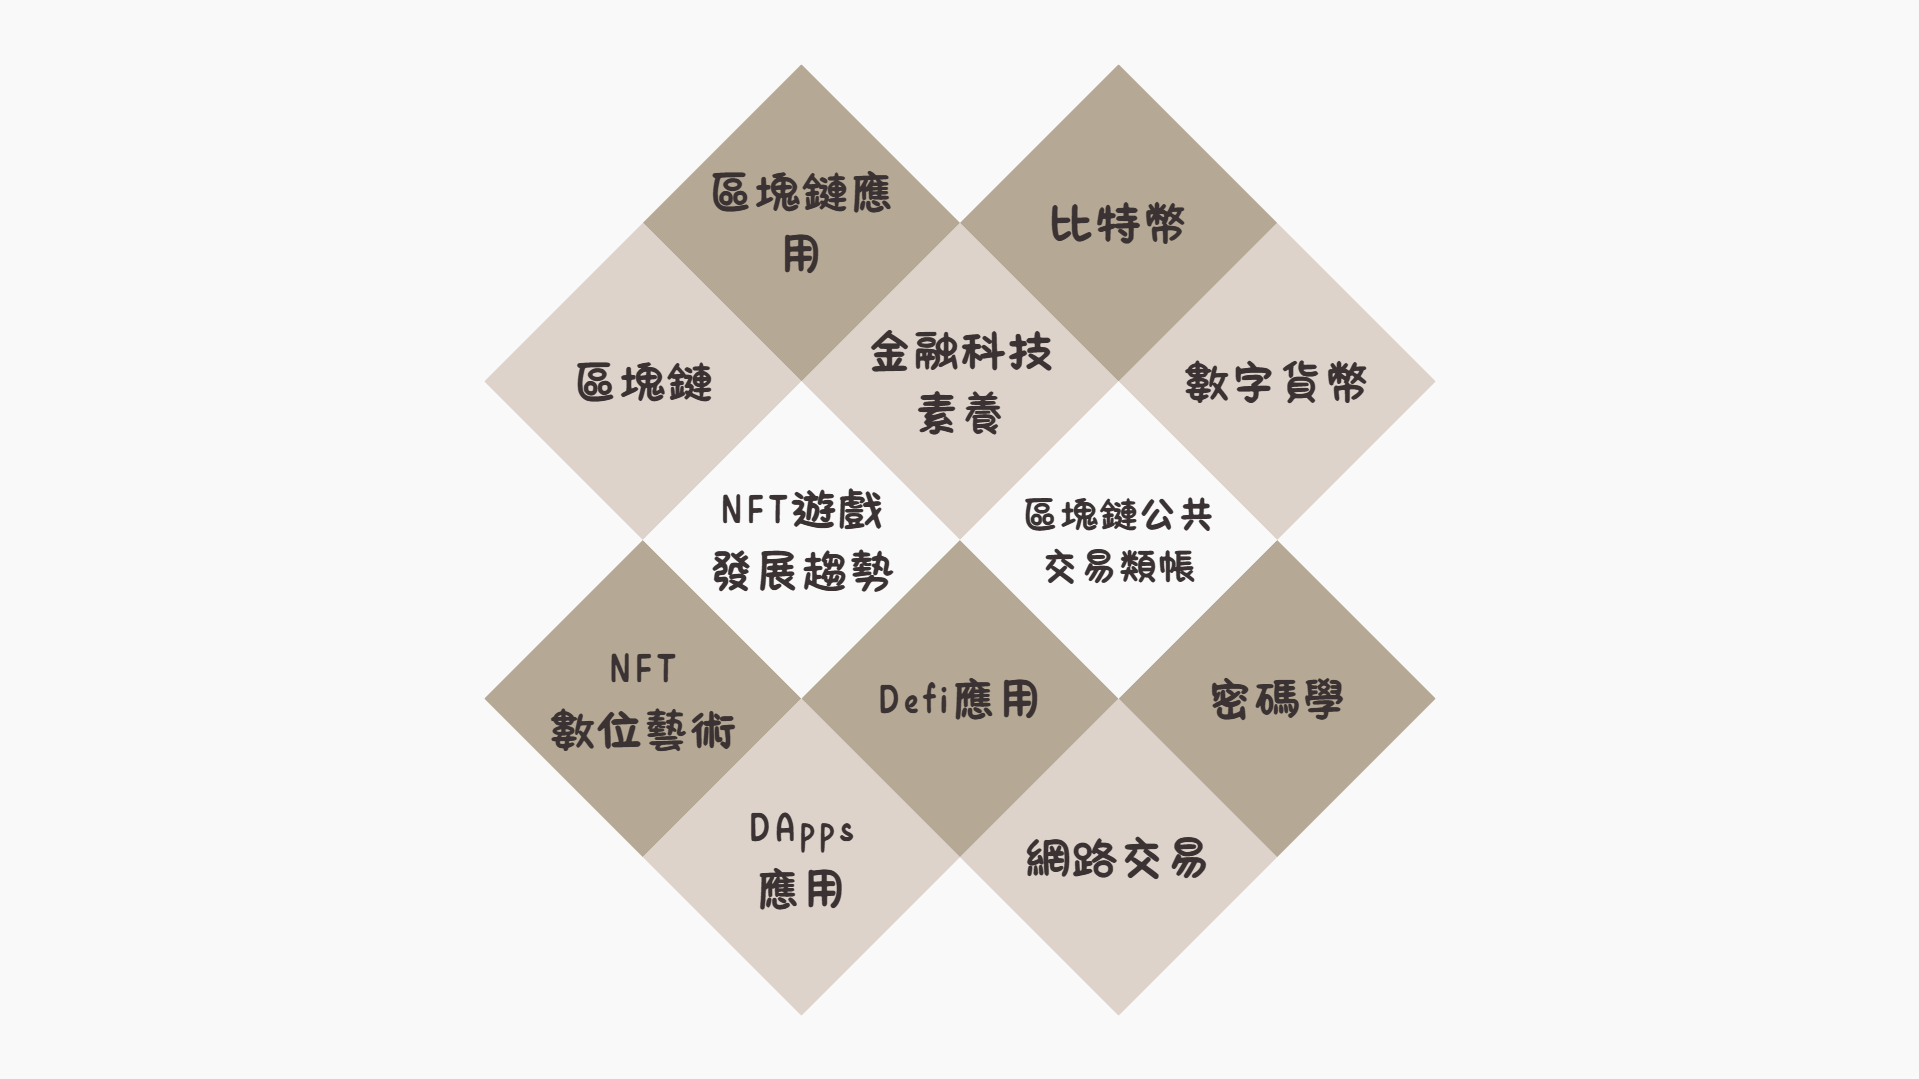 區塊鏈應
用
比特幣
區塊鏈
金融科技
素養
數字貨幣
NFT遊戲
發展趨勢
區塊鏈公共
交易類帳
NFT
數位藝術
Defi應用
密碼學
DApps
應用
網路交易